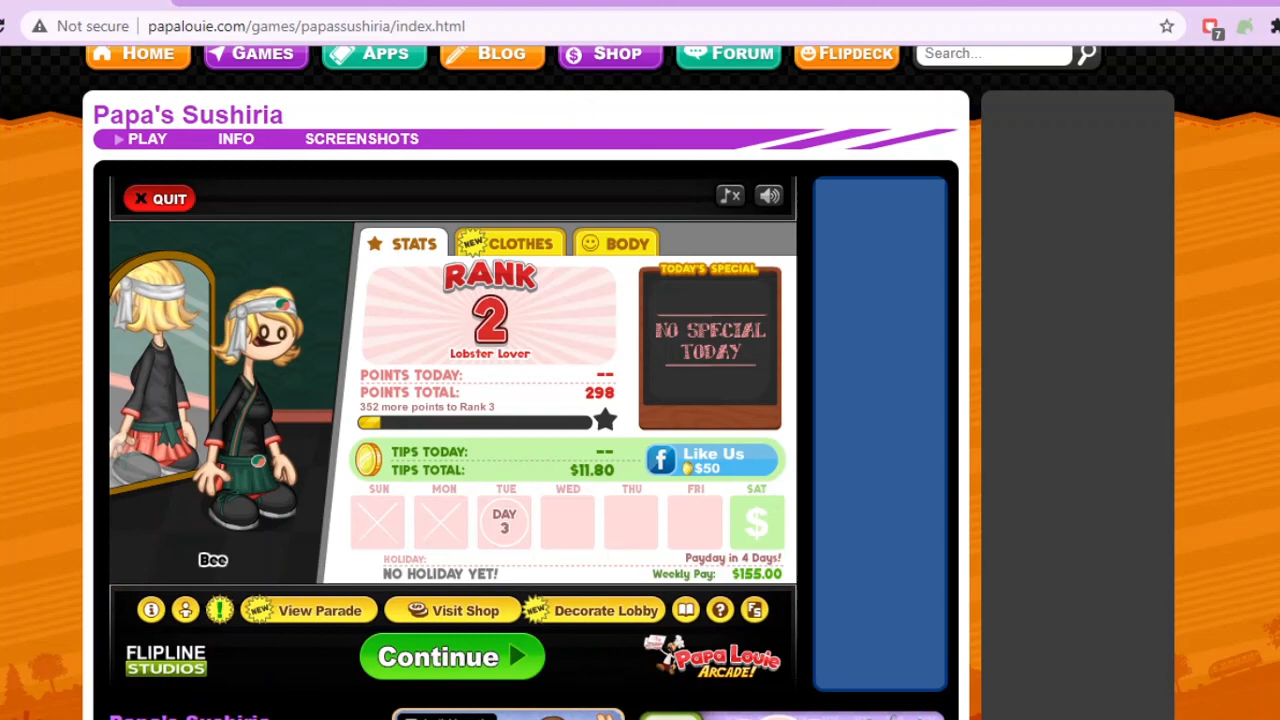 Not secure papalouie.com/games/papassushiria/index.html 7
HOME GAMES APPS BLOG SHOP FORUM FLIPDECK Search...
Papa's Sushiria
PLAY INFO SCREENSHOTS
X QUIT
STATS NEW CLOTHES BODY
RANK
2
Lobster Lover
TODAY'S SPECIAL
NO SPECIAL
TODAY
POINTS TODAY: --
POINTS TOTAL: 298
352 more points to Rank 3
TIPS TODAY: --
TIPS TOTAL: $11.80
Like Us
$50
SUN MON TUE WED THU FRI SAT
DAY
3
$
HOLIDAY:
NO HOLIDAY YET!
Payday in 4 Days!
Weekly Pay: $155.00
Bee
NEW View Parade Visit Shop NEW Decorate Lobby ? FS
FLIPLINE
STUDIOS
Continue
Papa Louie
ARCADE!
Papa's Sushiria